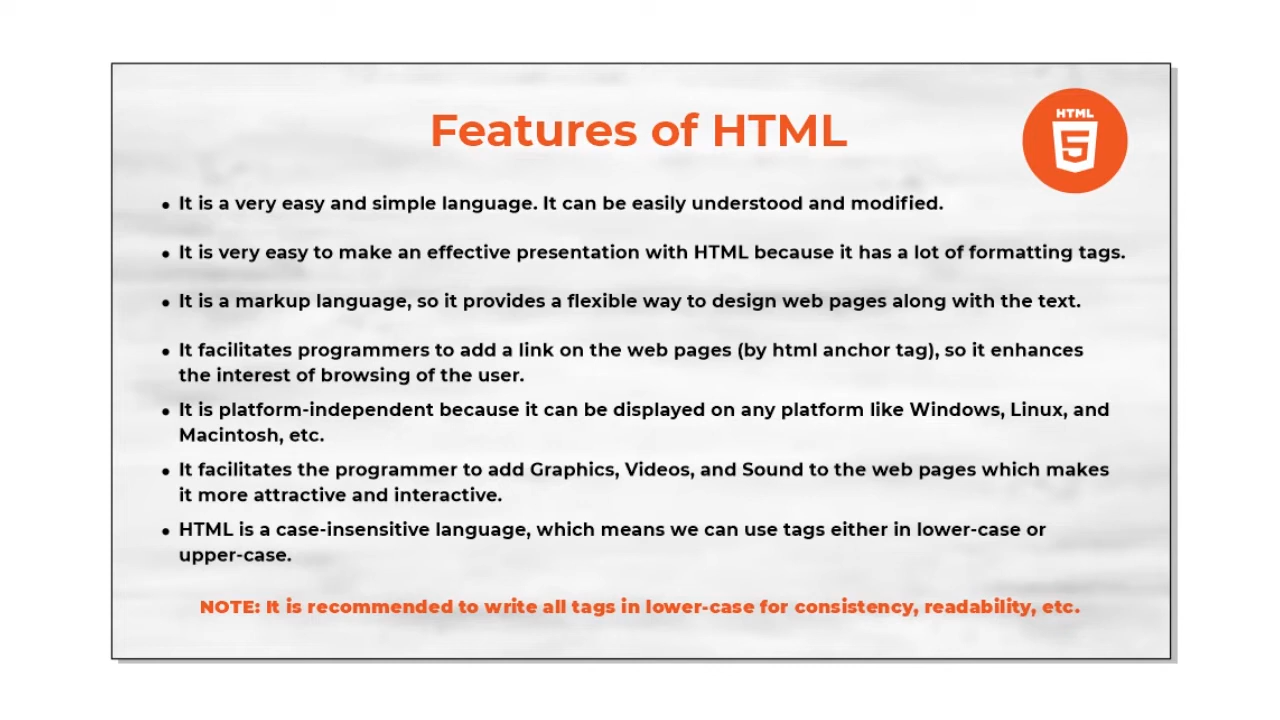 Features of HTML
HTML
5
• It is a very easy and simple language. It can be easily understood and modified.
• It is very easy to make an effective presentation with HTML because it has a lot of formatting tags.
• It is a markup language, so it provides a flexible way to design web pages along with the text.
• It facilitates programmers to add a link on the web pages (by html anchor tag), so it enhances
the interest of browsing of the user.
• It is platform-independent because it can be displayed on any platform like Windows, Linux, and
Macintosh, etc.
• It facilitates the programmer to add Graphics, Videos, and Sound to the web pages which makes
it more attractive and interactive.
• HTML is a case-insensitive language, which means we can use tags either in lower-case or
upper-case.
NOTE: It is recommended to write all tags in lower-case for consistency, readability, etc.